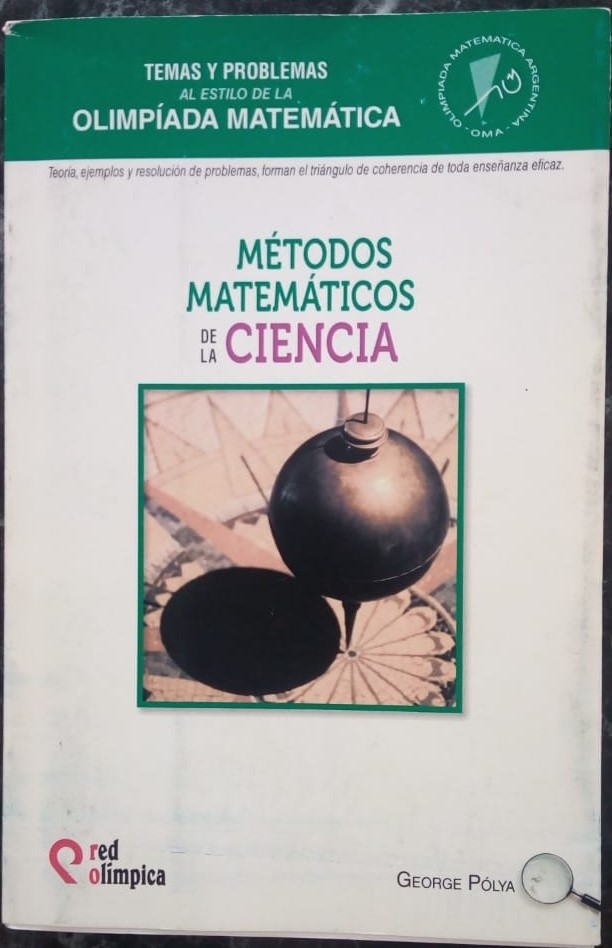 TEMAS Y PROBLEMAS
AL ESTILO DE LA
OLIMPÍADA MATEMÁTICA
OLIMPIADA MATEMATICA ARGENTINA
- OMA -
Teoría, ejemplos y resolución de problemas, forman el triángulo de coherencia de toda enseñanza eficaz.
MÉTODOS
MATEMÁTICOS
DE LA CIENCIA
red
olímpica
GEORGE PÓLYA